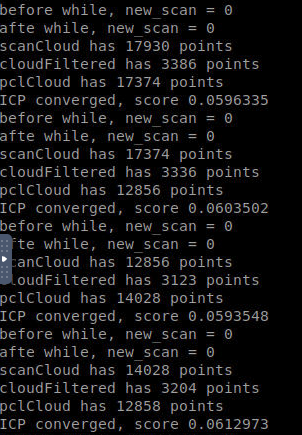 before while, new_scan = 0
afte while, new_scan = 0
scanCloud has 17930 points
cloudFiltered has 3386 points
pclCloud has 17374 points
ICP converged, score 0.0596335
before while, new_scan = 0
afte while, new_scan = 0
scanCloud has 17374 points
cloudFiltered has 3336 points
pclCloud has 12856 points
ICP converged, score 0.0603502
before while, new_scan = 0
fte while, new_scan = 0
canCloud has 12856 points
loudFiltered has 3123 points
pclCloud has 14028 points
ICP converged, score 0.0593548
before while, new_scan = 0
afte while, new_scan = 0
scanCloud has 14028 points
cloudFiltered has 3204 points
pclCloud has 12858 points
ICP converged, score 0.0612973